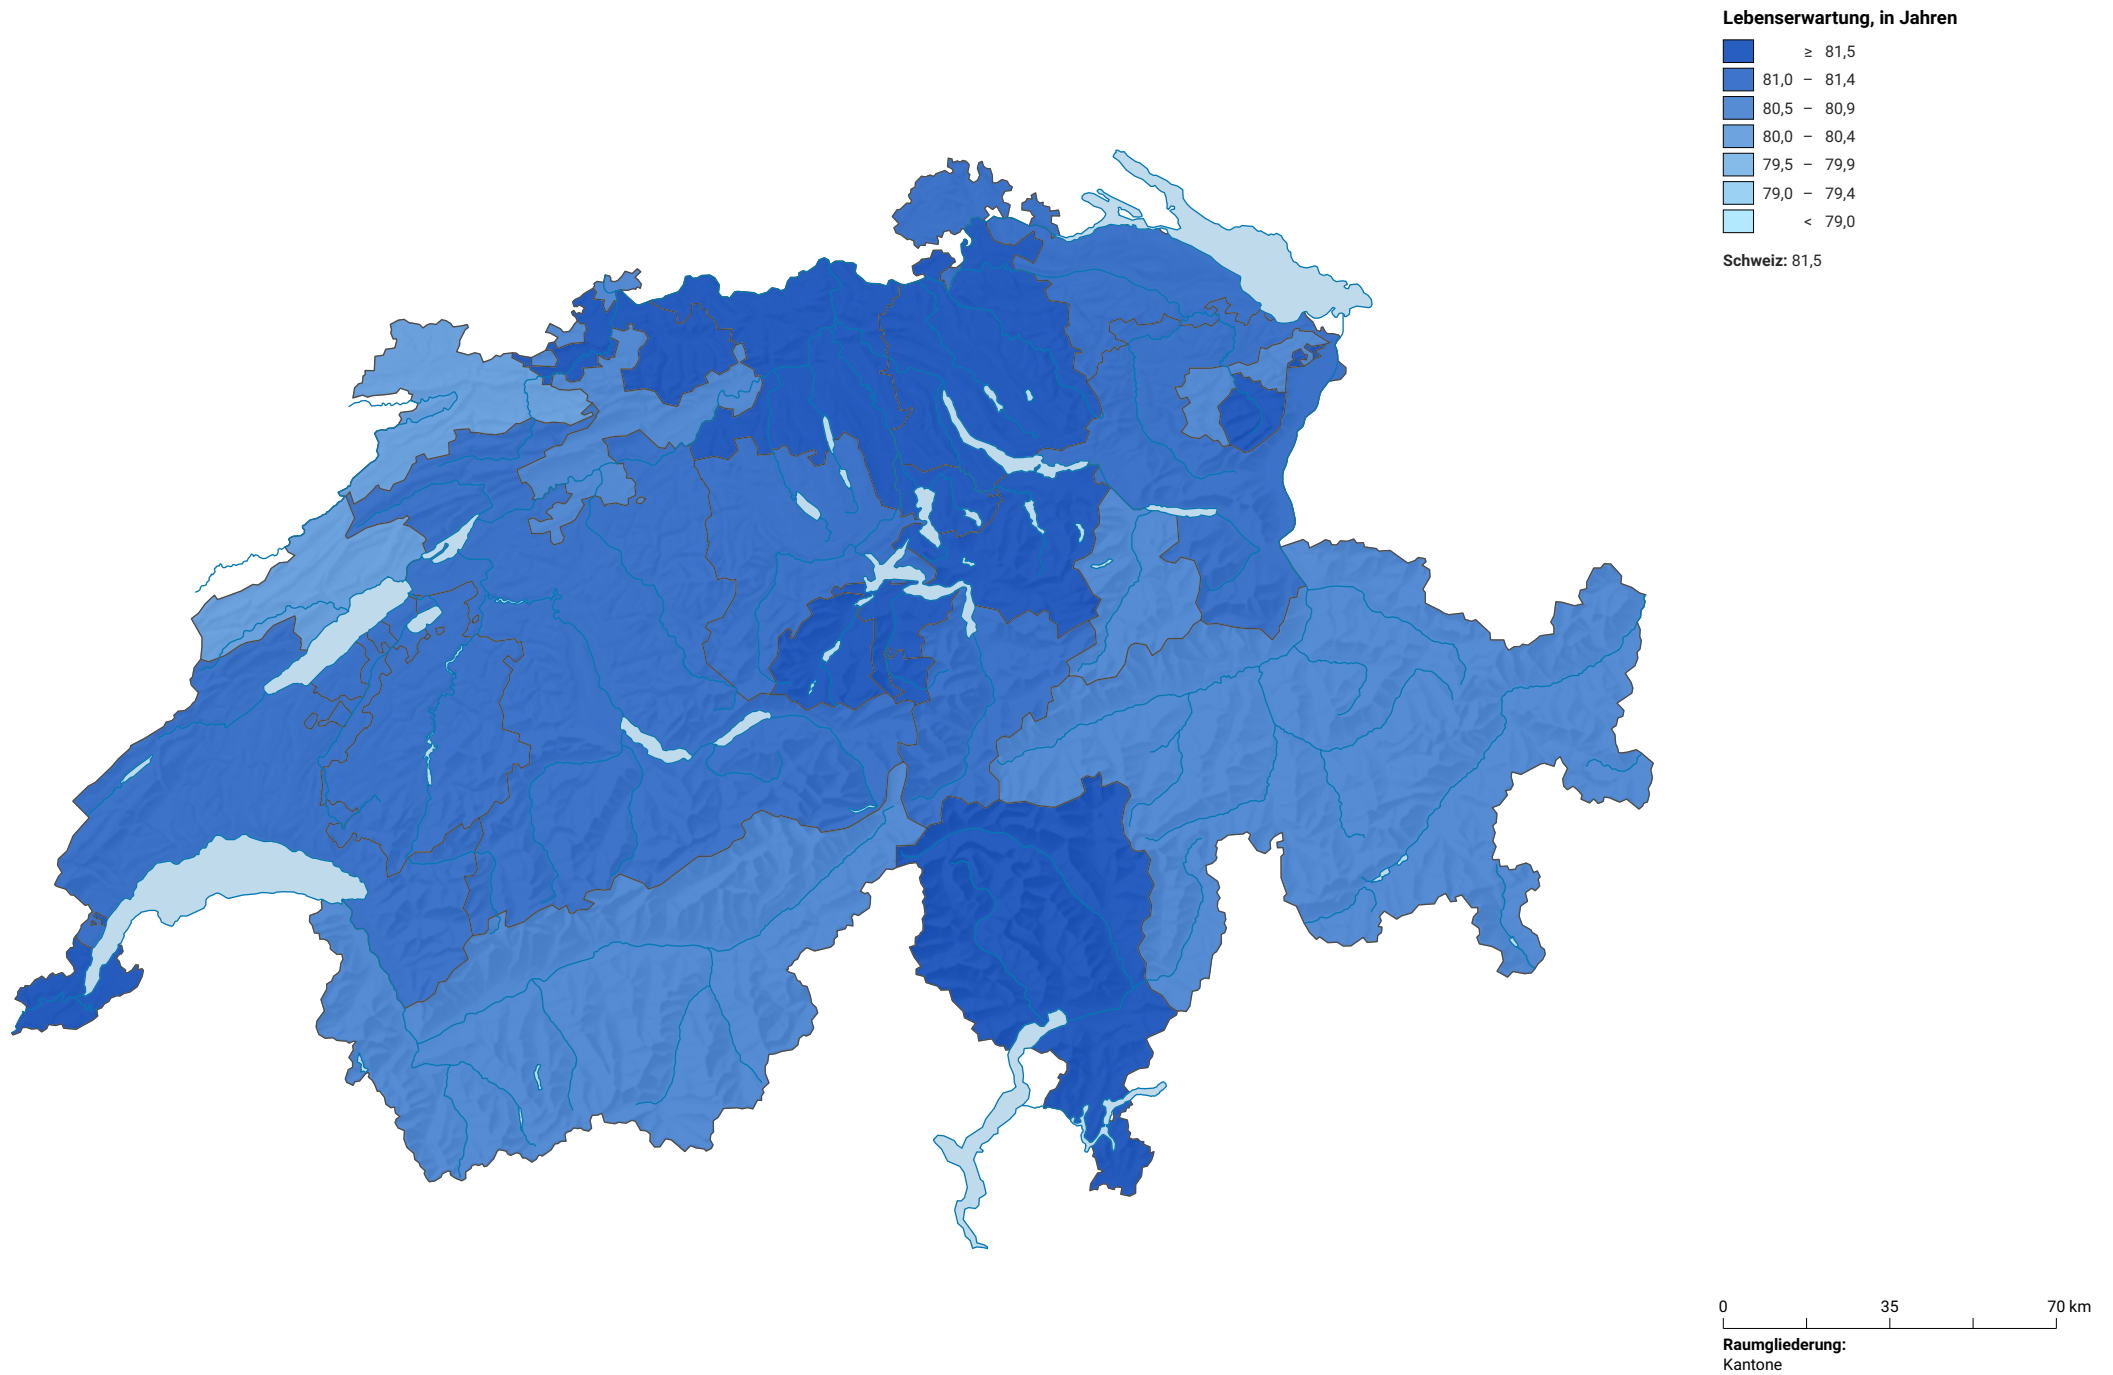 Lebenserwartung, in Jahren
≥ 81,5
81,0 – 81,4
80,5 – 80,9
80,0 – 80,4
79,5 – 79,9
79,0 – 79,4
< 79,0
Schweiz: 81,5
0 35 70 km
Raumgliederung:
Kantone